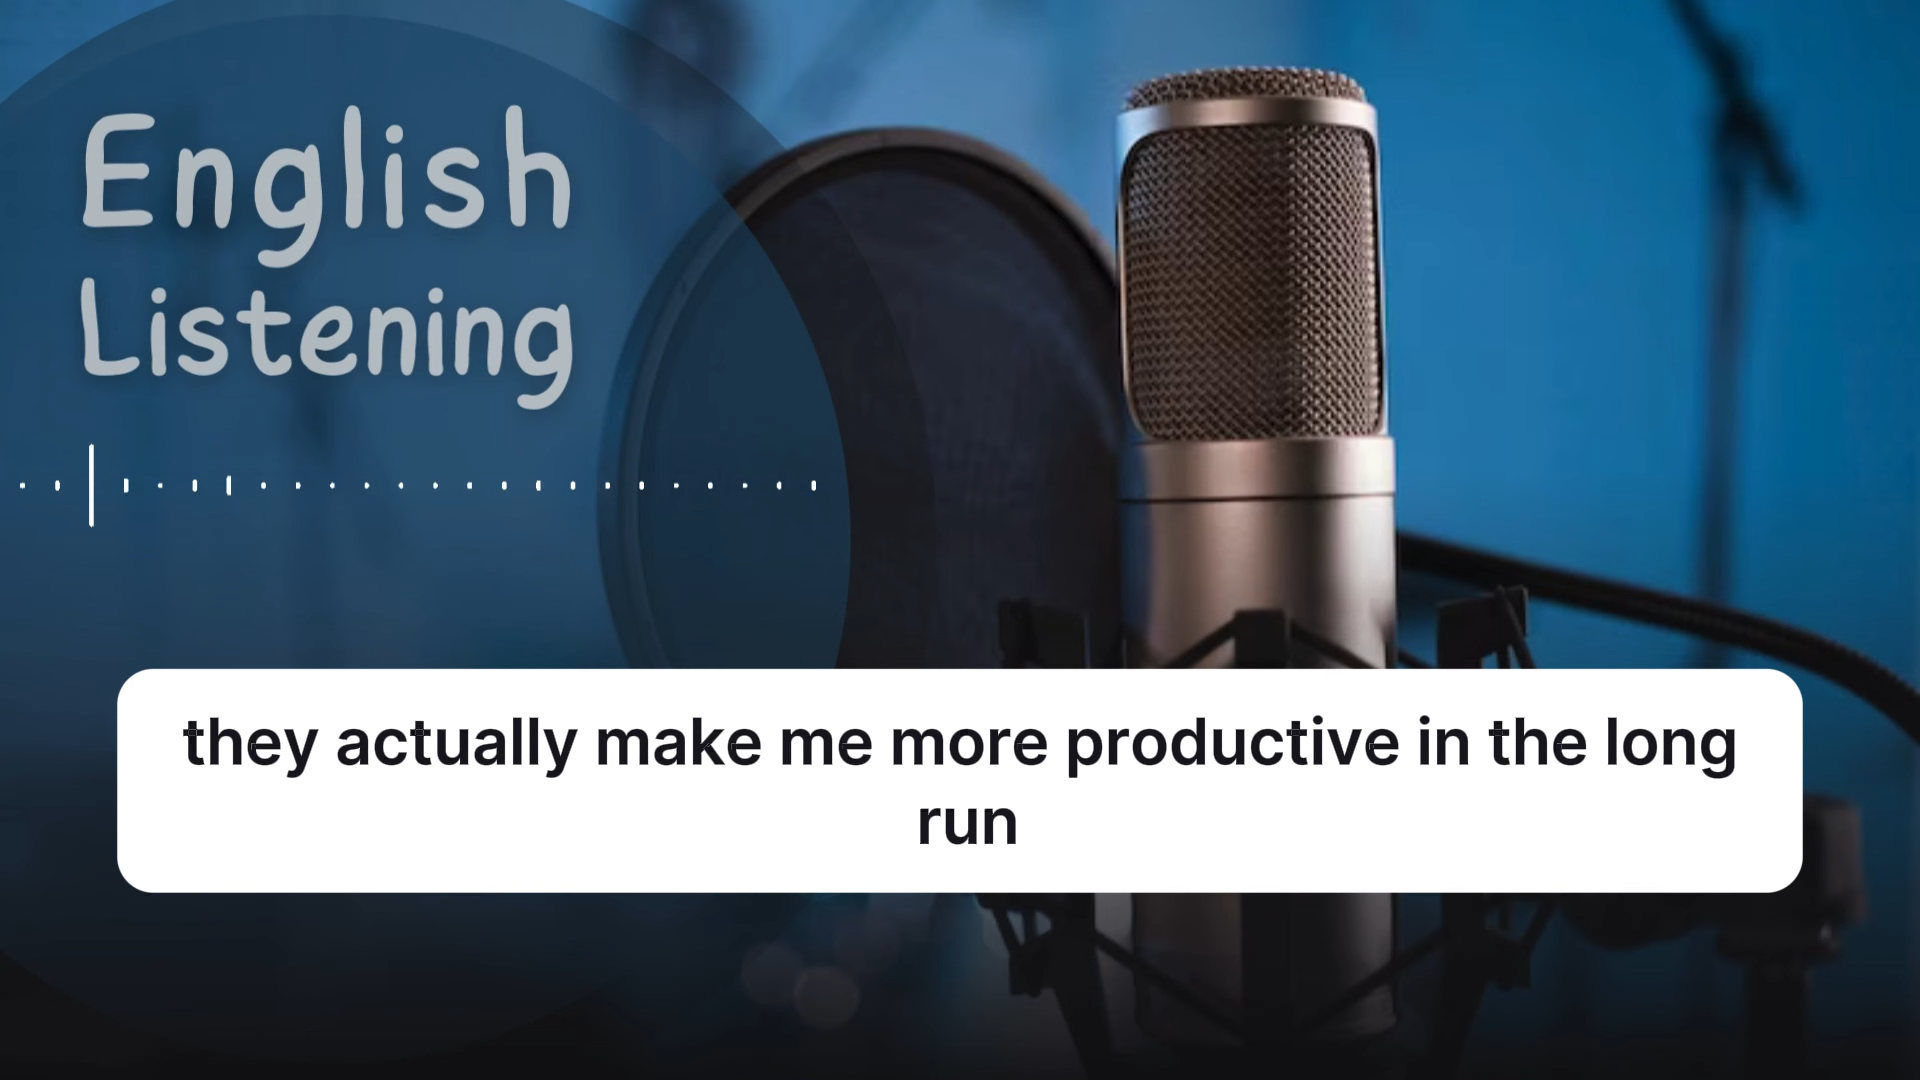 English
Listening
they actually make me more productive in the long
run